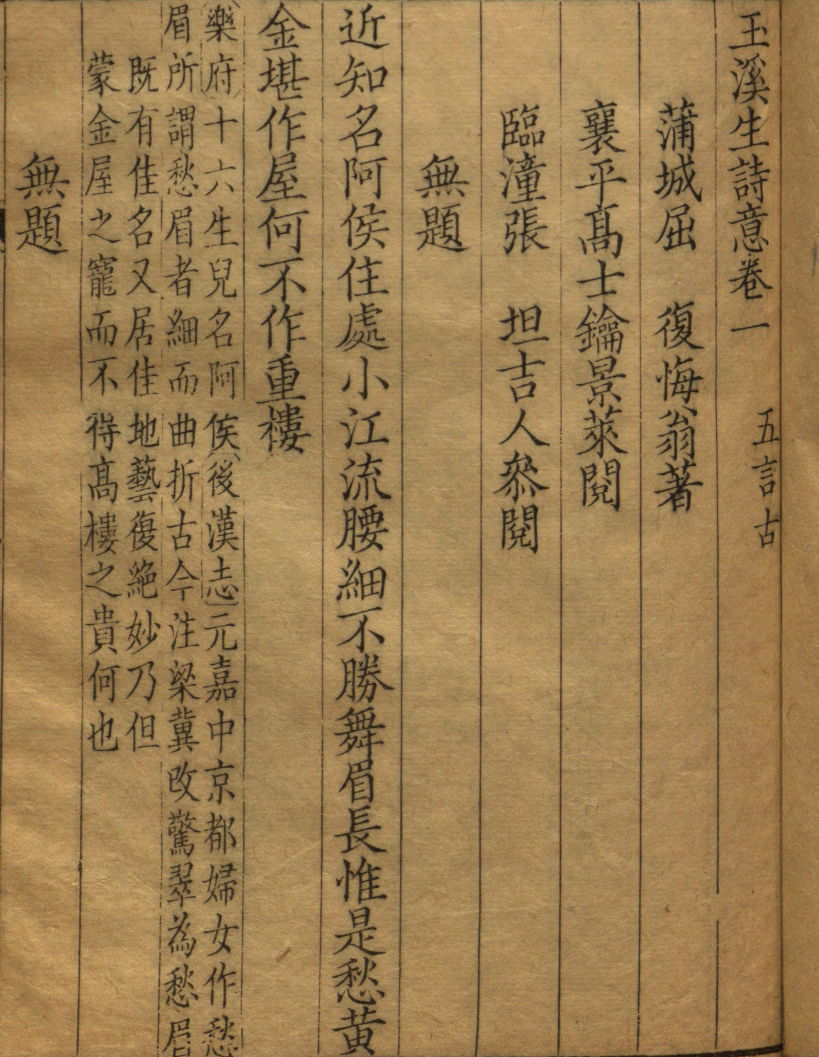 玉溪生詩意卷一 五言古
蒲城屈 復悔翁著
襄平高士鑰景萊閱
臨潼張 坦吉人叅閱
無題
近知名阿侯住處小江流腰細不勝舞眉長惟是愁黄
金堪作屋何不作重樓
樂府十六生兒名阿侯後漢志元嘉中京都婦女作愁
眉所謂愁眉者細而曲折古今注梁冀改驚翠為愁眉
既有佳名又居佳地藝復絶妙乃但
蒙金屋之寵而不得髙樓之貴何也
無題